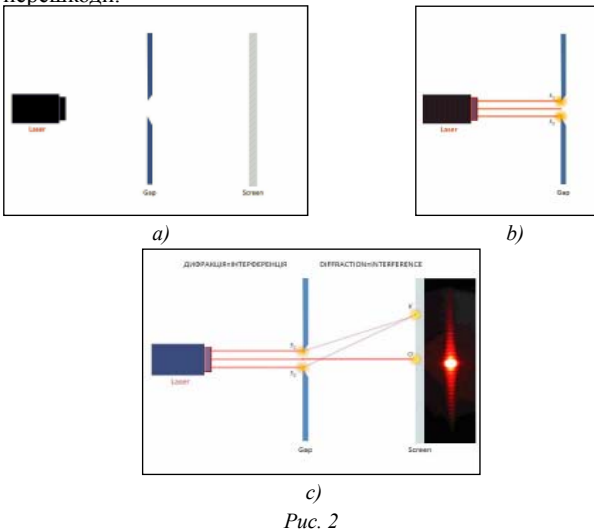 перешкоди.
Laser
Gap
Screen
Laser
Gap
a)
b)
ДИФРАКЦІЯ=ІНТЕРФЕРЕНЦІЯ DIFFRACTION=INTERFERENCE
Laser
Gap
Screen
c)
Рис. 2